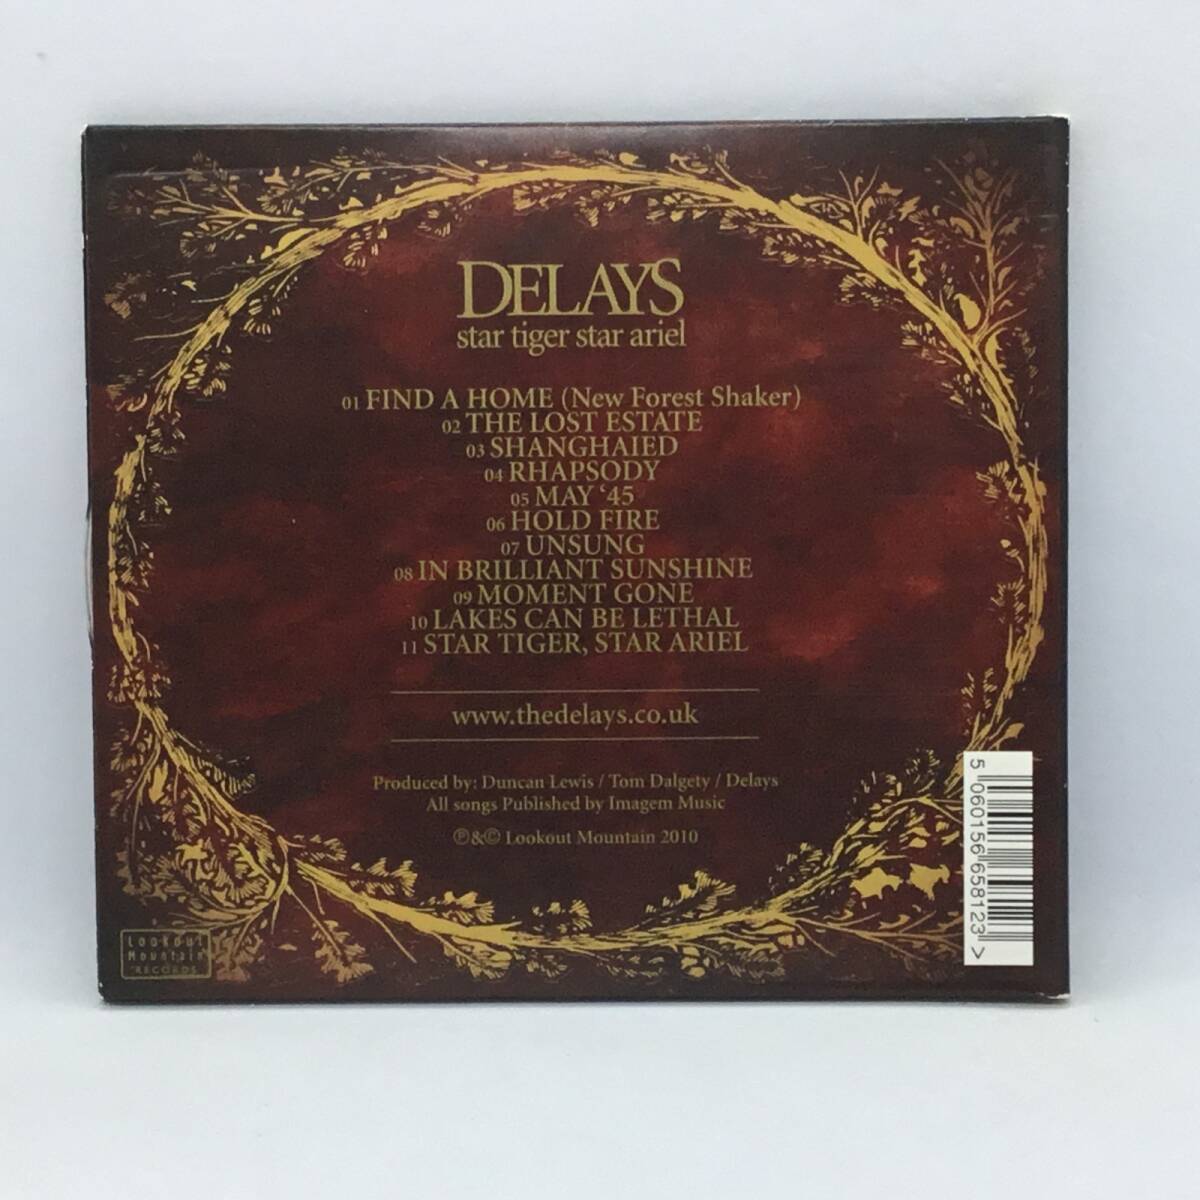 DELAYS
star tiger star ariel
01 FIND A HOME (New Forest Shaker)
02 THE LOST ESTATE
03 SHANGHAIED
04 RHAPSODY
05 MAY ‘45
06 HOLD FIRE
07 UNSUNG
08 IN BRILLIANT SUNSHINE
09 MOMENT GONE
10 LAKES CAN BE LETHAL
11 STAR TIGER, STAR ARIEL
www.thedelays.co.uk
Produced by: Duncan Lewis / Tom Dalgety / Delays
All songs Published by Imagem Music
℗&© Lookout Mountain 2010
Lookout
Mountain
RECORDS
5 060156 658123 >